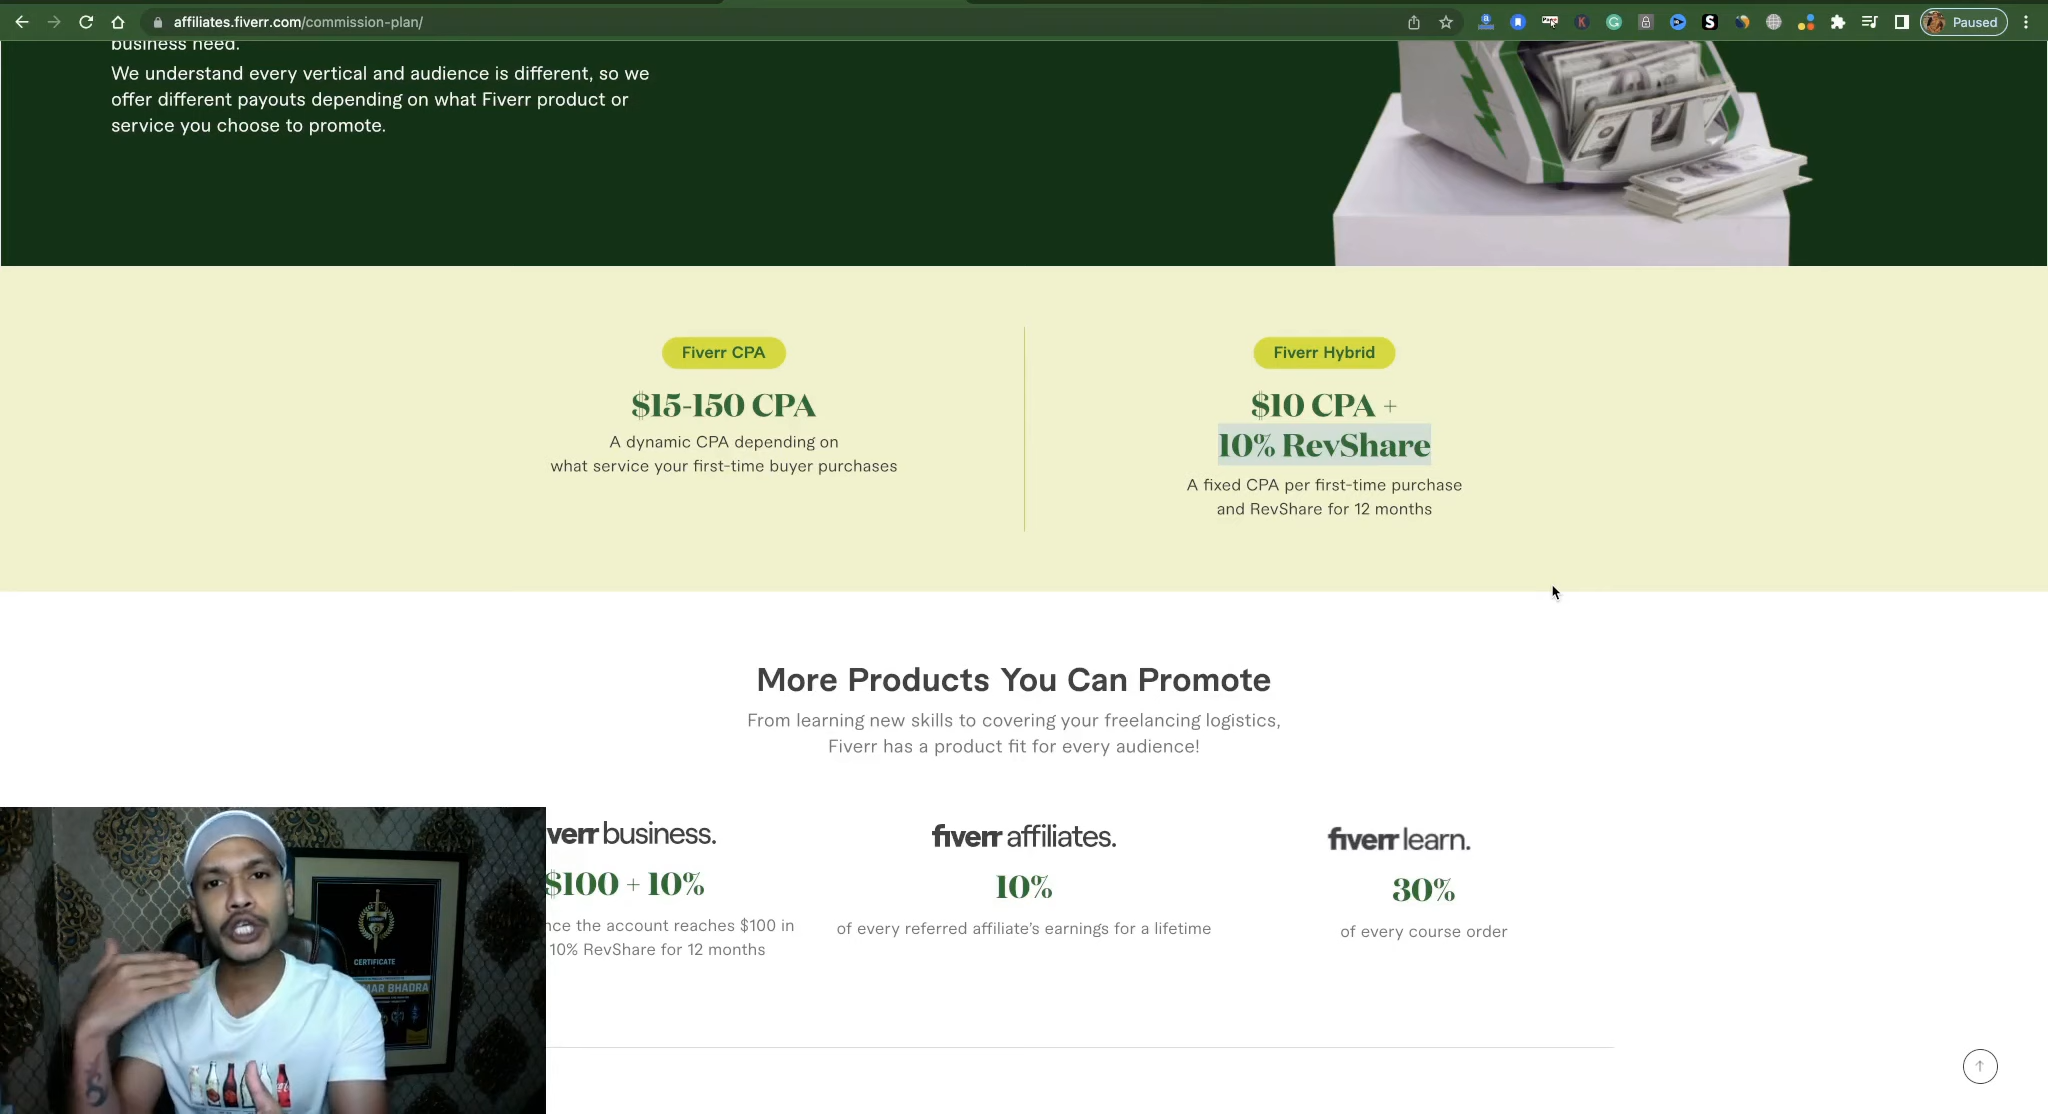 affiliates.fiverr.com/commission-plan/
Paused
business need.
We understand every vertical and audience is different, so we
offer different payouts depending on what Fiverr product or
service you choose to promote.
Fiverr CPA
$15-150 CPA
A dynamic CPA depending on
what service your first-time buyer purchases
Fiverr Hybrid
$10 CPA +
10% RevShare
A fixed CPA per first-time purchase
and RevShare for 12 months
More Products You Can Promote
From learning new skills to covering your freelancing logistics,
Fiverr has a product fit for every audience!
verr business.
$100 + 10%
nce the account reaches $100 in
10% RevShare for 12 months
fiverr affiliates.
10%
of every referred affiliate's earnings for a lifetime
fiverr learn.
30%
of every course order
CERTIFICATE
MAR BHADRA